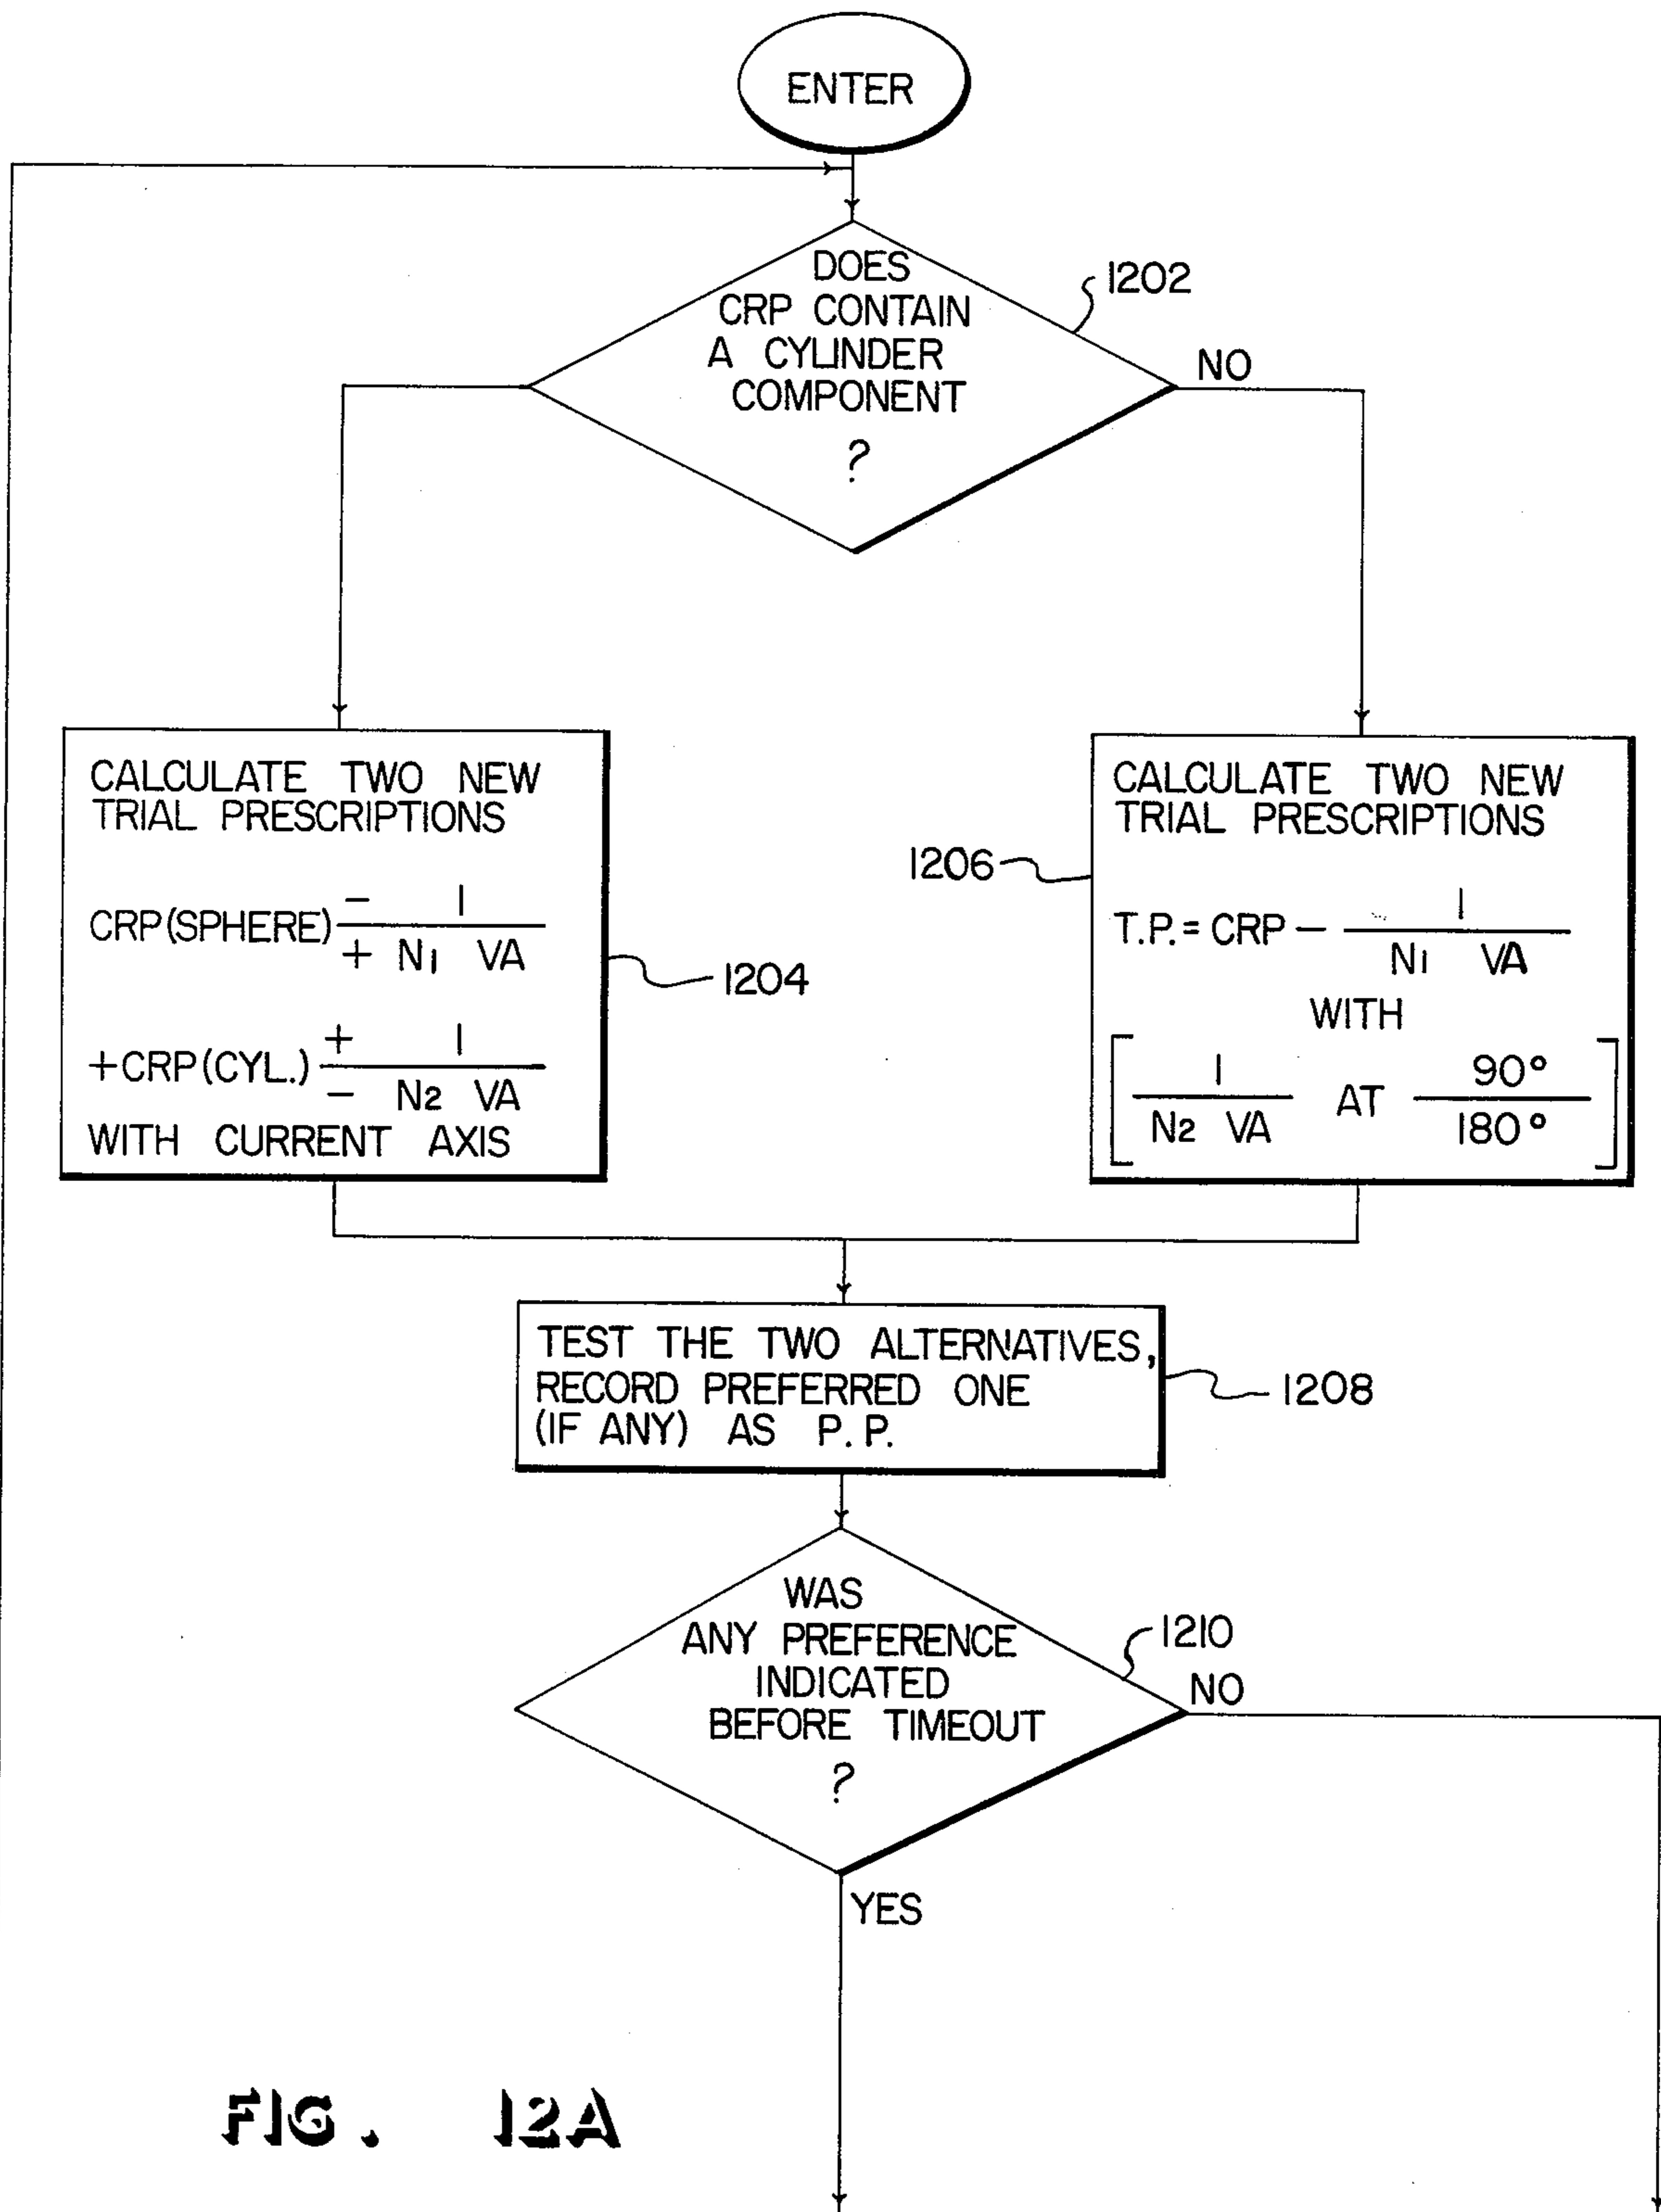 ENTER
DOES
CRP CONTAIN
A CYLINDER
COMPONENT
?
1202
NO
CALCULATE TWO NEW
TRIAL PRESCRIPTIONS
CRP(SPHERE) - 1
+ N1 VA
+CRP(CYL.) + 1
- N2 VA
WITH CURRENT AXIS
1204
CALCULATE TWO NEW
TRIAL PRESCRIPTIONS
1206
T.P. = CRP - 1
N1 VA
WITH
[ 1 AT 90°
N2 VA 180° ]
TEST THE TWO ALTERNATIVES,
RECORD PREFERRED ONE
(IF ANY) AS P.P.
1208
WAS
ANY PREFERENCE
INDICATED
BEFORE TIMEOUT
?
1210
NO
YES
FIG. 12A